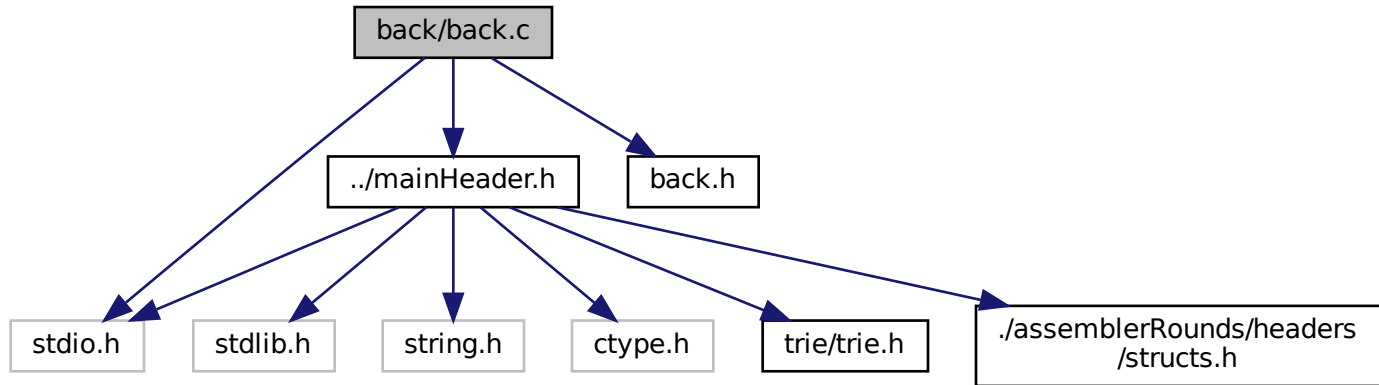 back/back.c
../mainHeader.h
back.h
stdio.h
stdlib.h
string.h
ctype.h
trie/trie.h
./assemblerRounds/headers
/structs.h